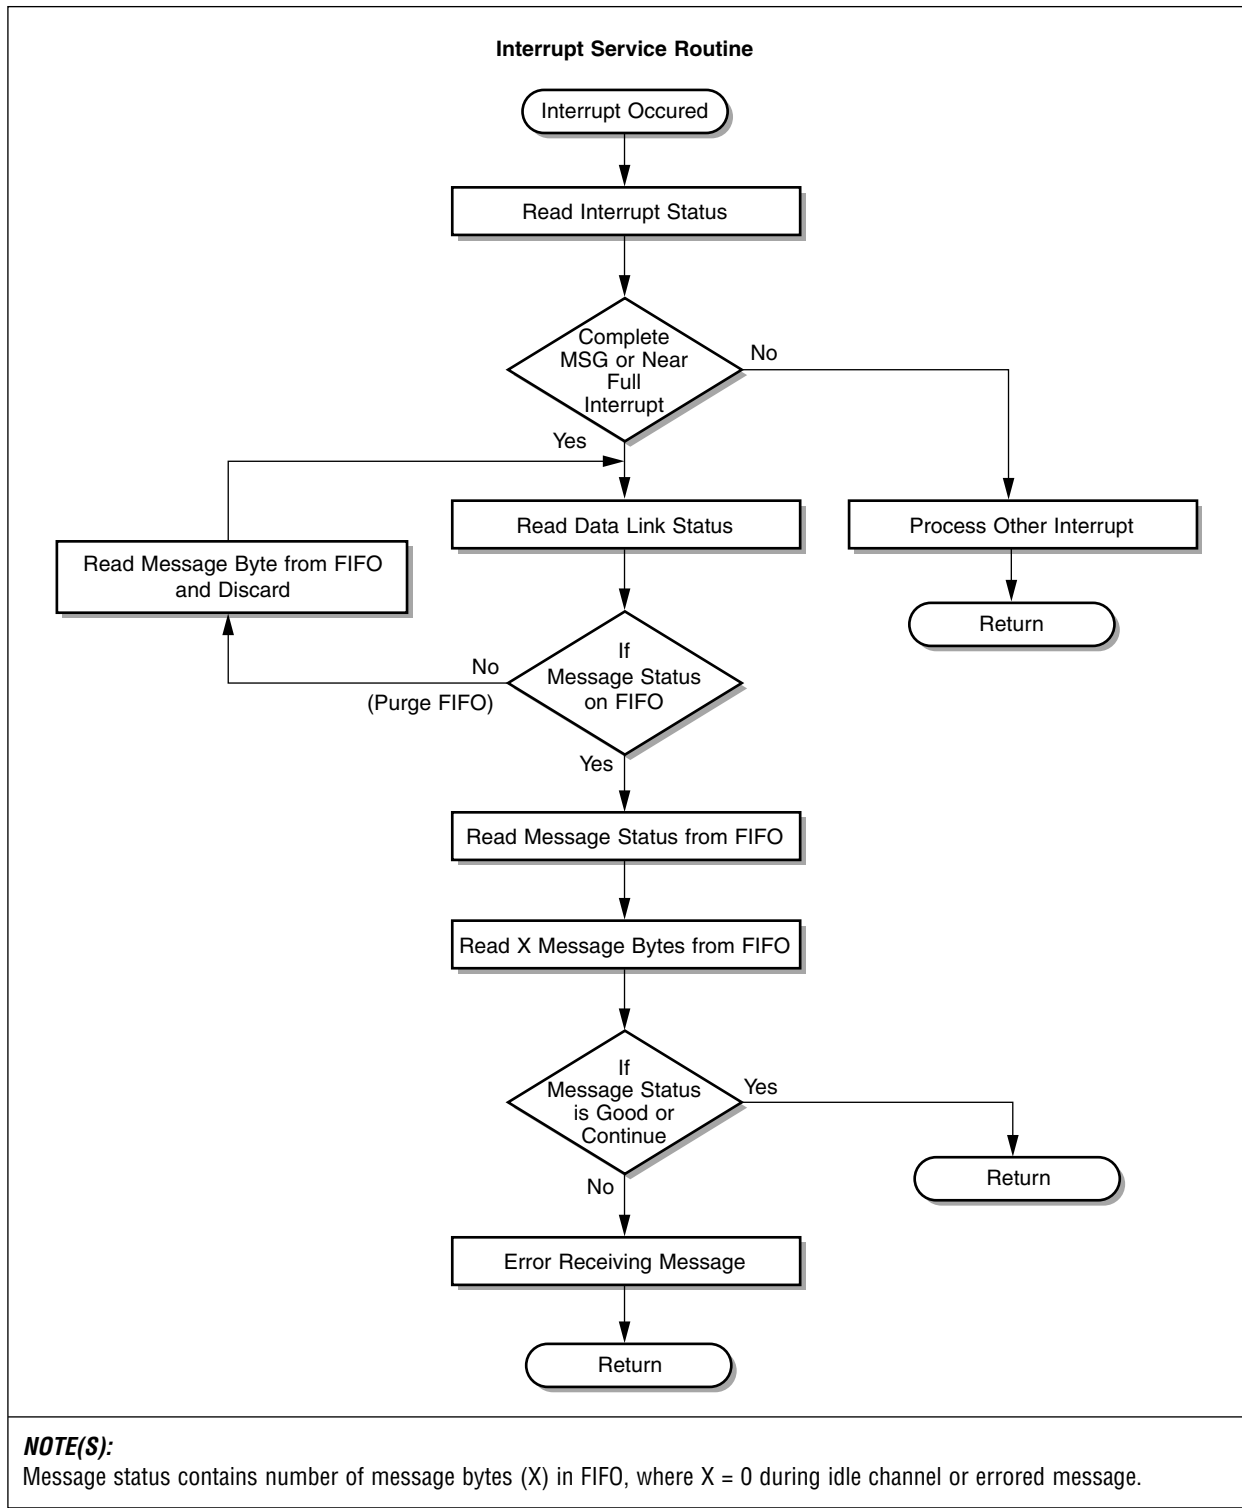 Interrupt Service Routine
Interrupt Occured
Read Interrupt Status
Complete
MSG or Near
Full
Interrupt
No
Yes
Read Data Link Status
Process Other Interrupt
Read Message Byte from FIFO
and Discard
Return
If
Message Status
on FIFO
No
(Purge FIFO)
Yes
Read Message Status from FIFO
Read X Message Bytes from FIFO
If
Message Status
is Good or
Continue
Yes
Return
No
Error Receiving Message
Return
NOTE(S):
Message status contains number of message bytes (X) in FIFO, where X = 0 during idle channel or errored message.